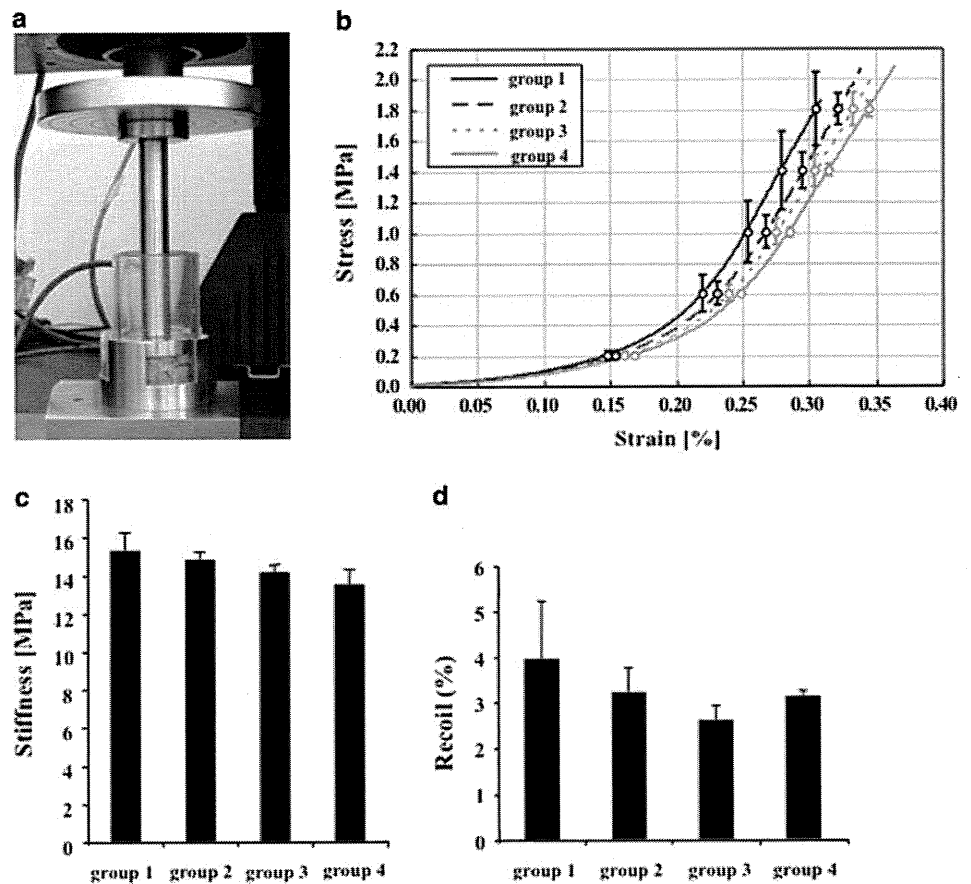 a
b
Stress [MPa]
2.2
2.0
1.8
1.6
1.4
1.2
1.0
0.8
0.6
0.4
0.2
0.0
group 1
group 2
group 3
group 4
0.00 0.05 0.10 0.15 0.20 0.25 0.30 0.35 0.40
Strain [%]
c
Stiffness [MPa]
18
16
14
12
10
8
6
4
2
0
group 1 group 2 group 3 group 4
d
Recoil (%)
6
5
4
3
2
1
0
group 1 group 2 group 3 group 4